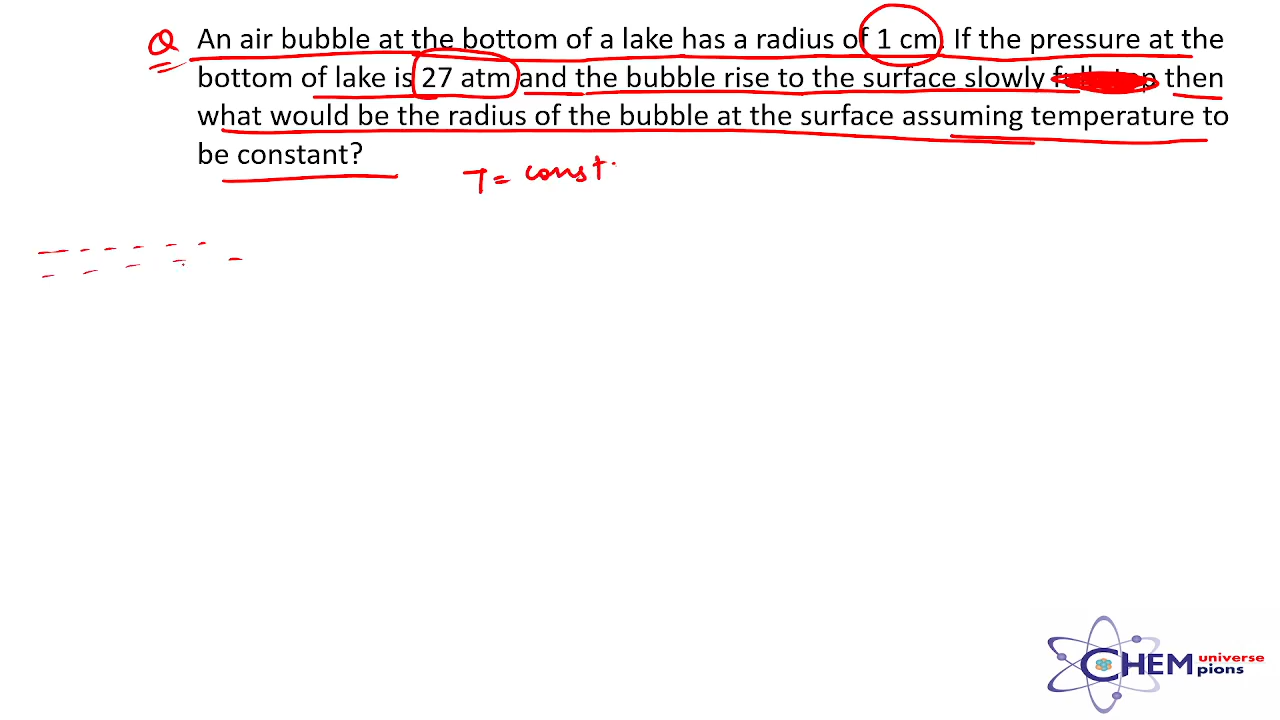 Q An air bubble at the bottom of a lake has a radius of 1 cm. If the pressure at the
bottom of lake is 27 atm and the bubble rise to the surface slowly then
what would be the radius of the bubble at the surface assuming temperature to
be constant?
T = const.
CHEM universe
pions